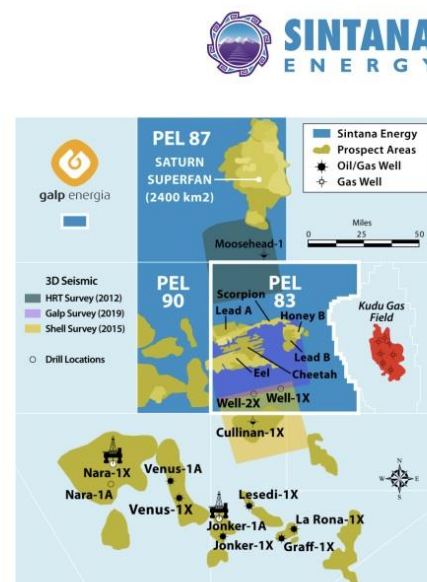 SINTANA
ENERGY
galp energia
PEL 87
SATURN
SUPERFAN
(2400 km2)
Sintana Energy
Prospect Areas
Oil/Gas Well
Gas Well
Miles
0 25 50
Moosehead-1
3D Seismic
HRT Survey (2012)
Galp Survey (2019)
Shell Survey (2015)
Drill Locations
PEL
90
PEL
83
Scorpion
Lead A
Honey B
Lead B
Cheetah
Eel
Well-1X
Well-2X
Kudu Gas
Field
Cullinan-1X
Nara-1X
Nara-1A
Venus-1A
Venus-1X
Lesedi-1X
Jonker-1A
Jonker-1X
La Rona-1X
Graff-1X
N
W E
S